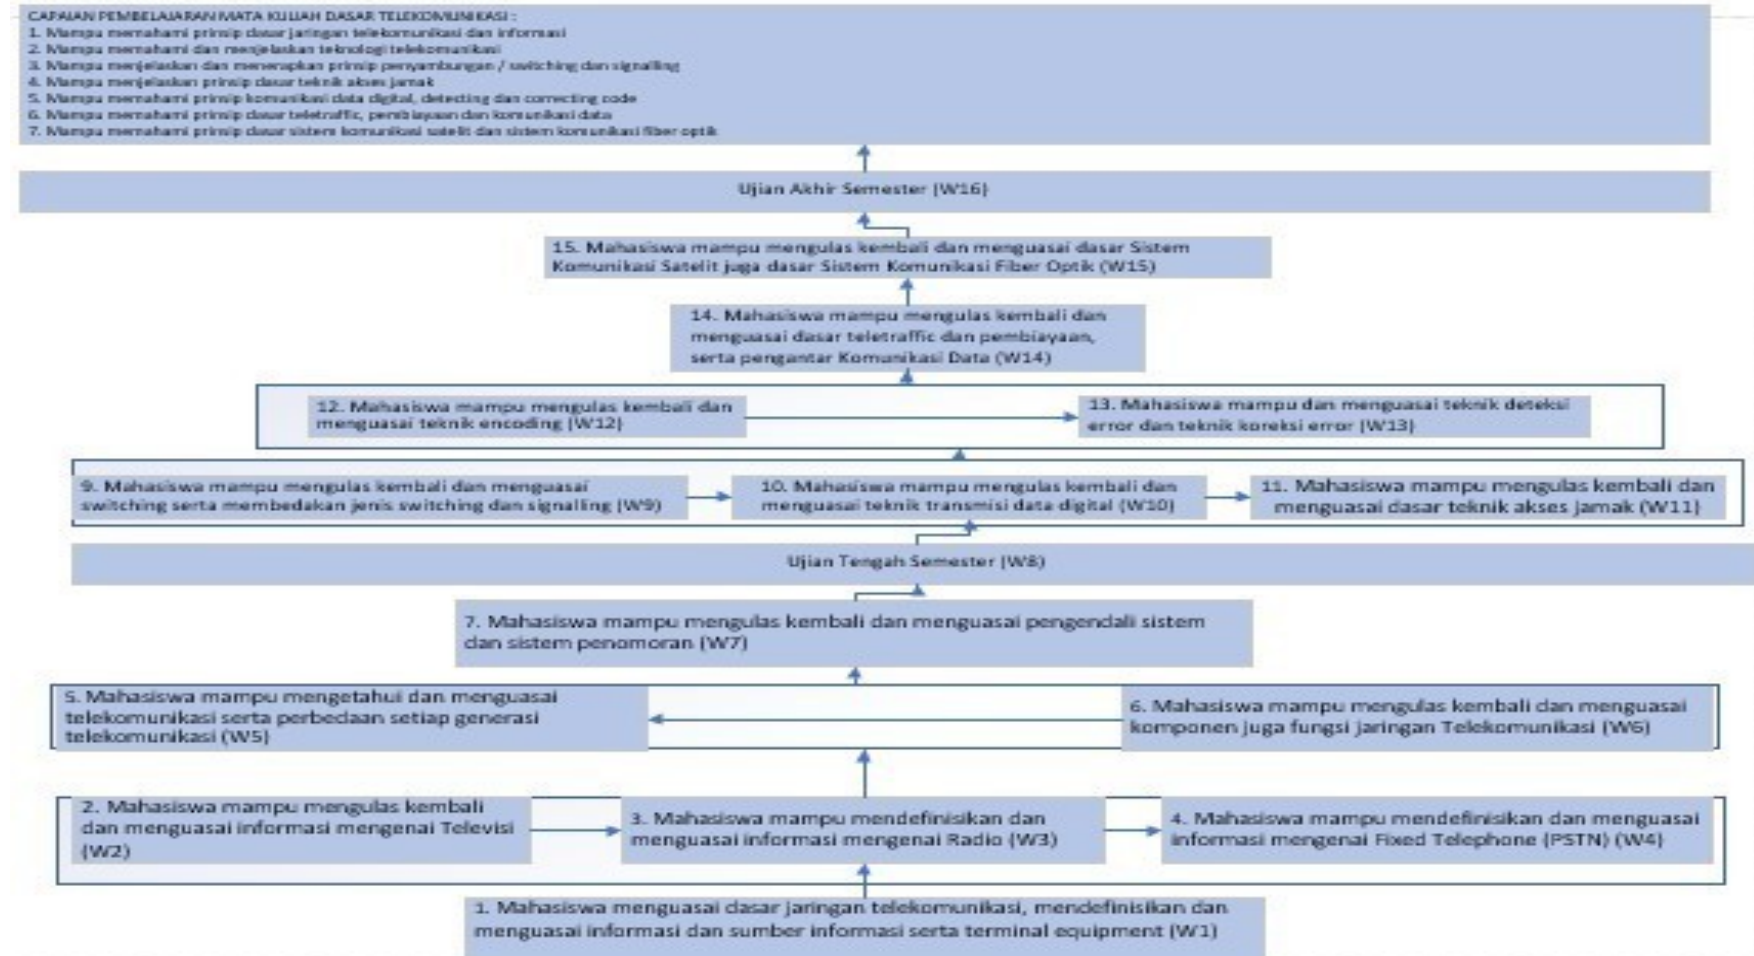 CAPAIAN PEMBELAJARAN MATA KULIAH DASAR TELEKOMUNIKASI :
1. Mampu memahami prinsip dasar jaringan telekomunikasi dan informasi
2. Mampu memahami dan menjelaskan teknologi telekomunikasi
3. Mampu menjelaskan dan menerapkan prinsip penyambungan / switching dan signalling
4. Mampu menjelaskan prinsip dasar teknik akses jamak
5. Mampu memahami prinsip komunikasi data digital, detecting dan correcting code
6. Mampu memahami prinsip dasar teletraffic, pembiayaan dan komunikasi data
7. Mampu memahami prinsip dasar sistem komunikasi satelit dan sistem komunikasi fiber optik
Ujian Akhir Semester (W16)
15. Mahasiswa mampu mengulas kembali dan menguasai dasar Sistem
Komunikasi Satelit juga dasar Sistem Komunikasi Fiber Optik (W15)
14. Mahasiswa mampu mengulas kembali dan
menguasai dasar teletraffic dan pembiayaan,
serta pengantar Komunikasi Data (W14)
12. Mahasiswa mampu mengulas kembali dan
menguasai teknik encoding (W12)
13. Mahasiswa mampu dan menguasai teknik deteksi
error dan teknik koreksi error (W13)
9. Mahasiswa mampu mengulas kembali dan menguasai
switching serta membedakan jenis switching dan signalling (W9)
10. Mahasiswa mampu mengulas kembali dan
menguasai teknik transmisi data digital (W10)
11. Mahasiswa mampu mengulas kembali dan
menguasai dasar teknik akses jamak (W11)
Ujian Tengah Semester (W8)
7. Mahasiswa mampu mengulas kembali dan menguasai pengendali sistem
dan sistem penomoran (W7)
5. Mahasiswa mampu mengetahui dan menguasai
telekomunikasi serta perbedaan setiap generasi
telekomunikasi (W5)
6. Mahasiswa mampu mengulas kembali dan menguasai
komponen juga fungsi jaringan Telekomunikasi (W6)
2. Mahasiswa mampu mengulas kembali
dan menguasai informasi mengenai Televisi
(W2)
3. Mahasiswa mampu mendefinisikan dan
menguasai informasi mengenai Radio (W3)
4. Mahasiswa mampu mendefinisikan dan menguasai
informasi mengenai Fixed Telephone (PSTN) (W4)
1. Mahasiswa menguasai dasar jaringan telekomunikasi, mendefinisikan dan
menguasai informasi dan sumber informasi serta terminal equipment (W1)